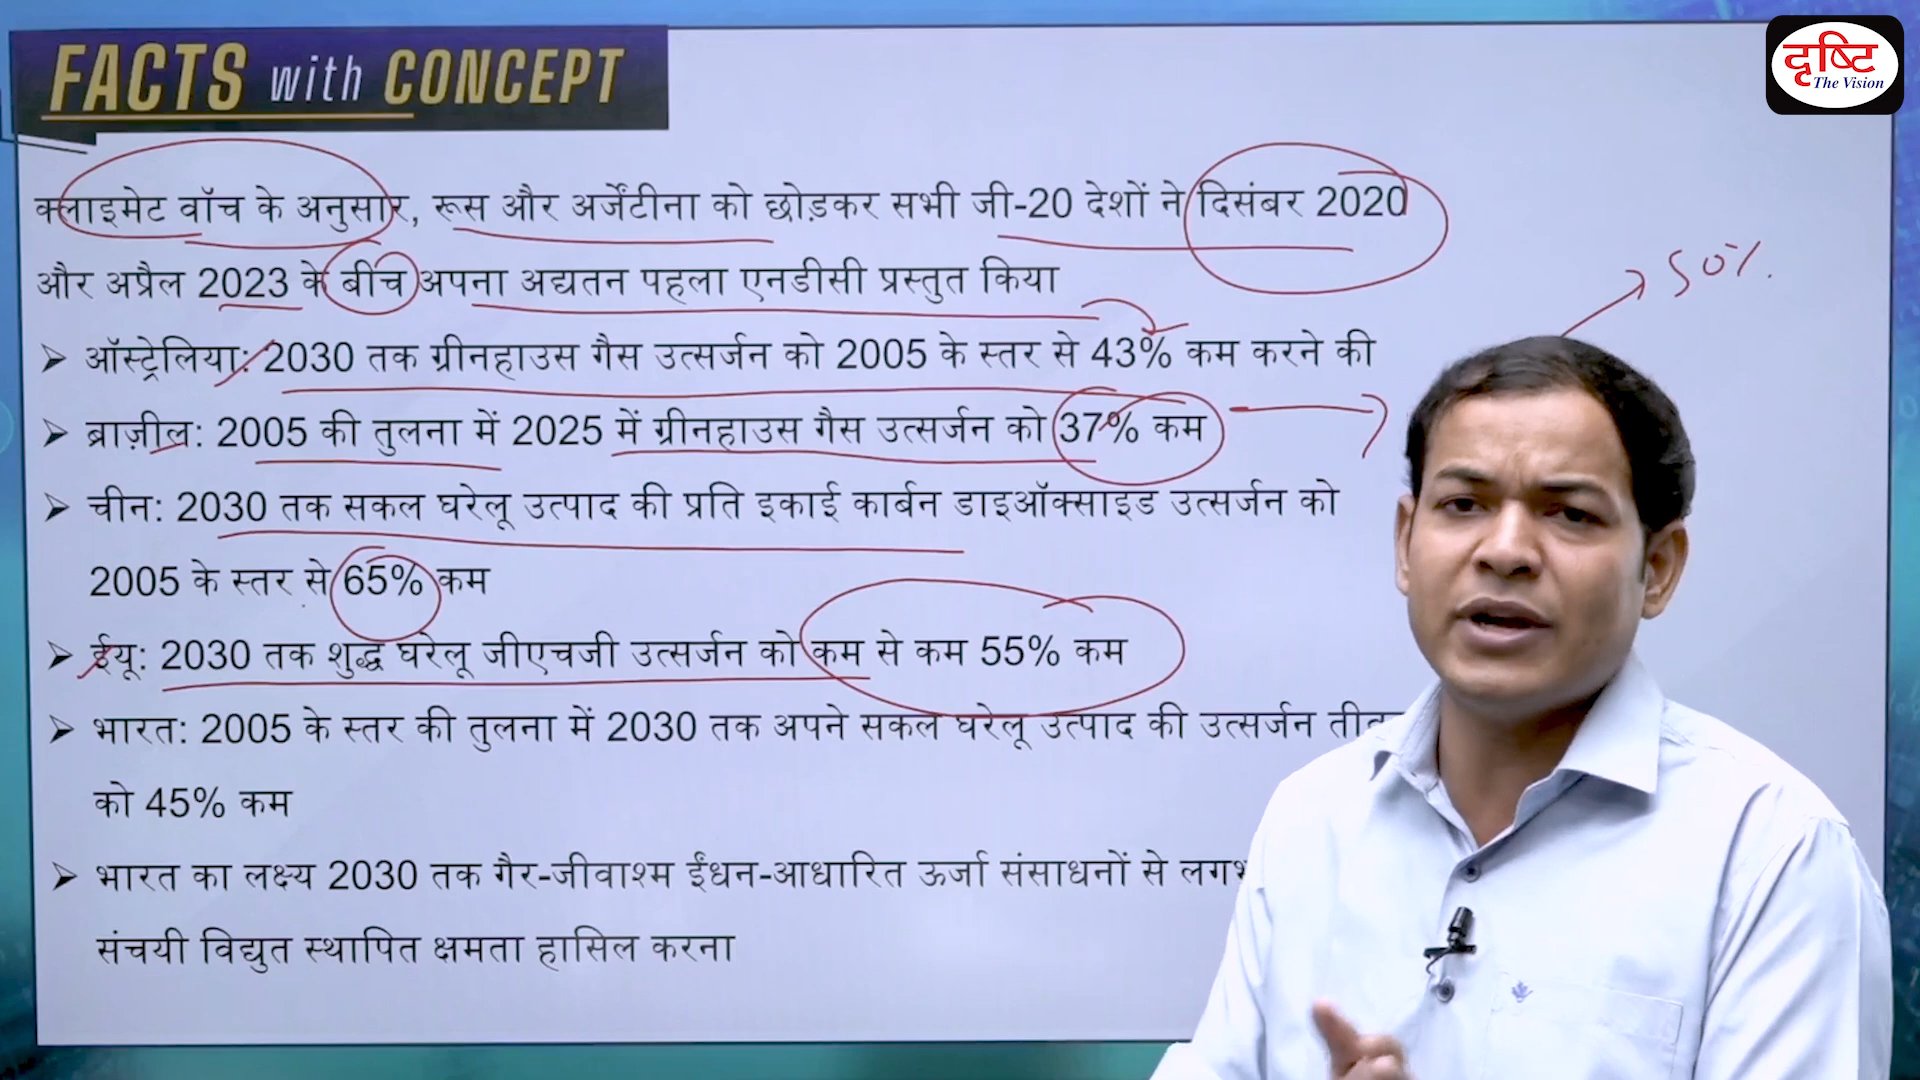 FACTS with CONCEPT
दृष्टि
The Vision
क्लाइमेट वॉच के अनुसार, रूस और अर्जेंटीना को छोड़कर सभी जी-20 देशों ने दिसंबर 2020
और अप्रैल 2023 के बीच अपना अद्यतन पहला एनडीसी प्रस्तुत किया
50%
➢ ऑस्ट्रेलिया: 2030 तक ग्रीनहाउस गैस उत्सर्जन को 2005 के स्तर से 43% कम करने की
➢ ब्राज़ील: 2005 की तुलना में 2025 में ग्रीनहाउस गैस उत्सर्जन को 37% कम
➢ चीन: 2030 तक सकल घरेलू उत्पाद की प्रति इकाई कार्बन डाइऑक्साइड उत्सर्जन को
2005 के स्तर से 65% कम
➢ ईयू: 2030 तक शुद्ध घरेलू जीएचजी उत्सर्जन को कम से कम 55% कम
➢ भारत: 2005 के स्तर की तुलना में 2030 तक अपने सकल घरेलू उत्पाद की उत्सर्जन
को 45% कम
➢ भारत का लक्ष्य 2030 तक गैर-जीवाश्म ईंधन-आधारित ऊर्जा संसाधनों से
संचयी विद्युत स्थापित क्षमता हासिल करना